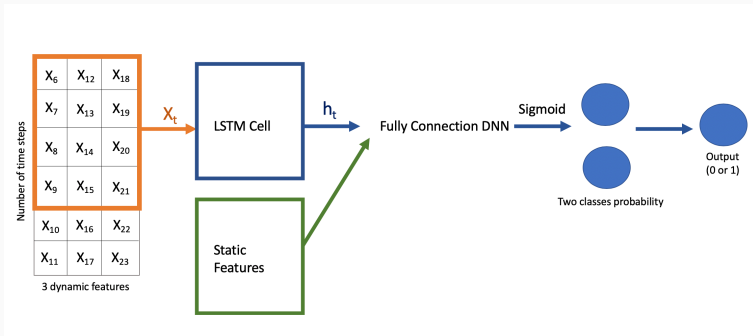 Number of time steps
X6 X12 X18
X7 X13 X19
X8 X14 X20
X9 X15 X21
X10 X16 X22
X11 X17 X23
3 dynamic features
Xt
LSTM Cell
ht
Static
Features
Fully Connection DNN
Sigmoid
Two classes probability
Output
(0 or 1)